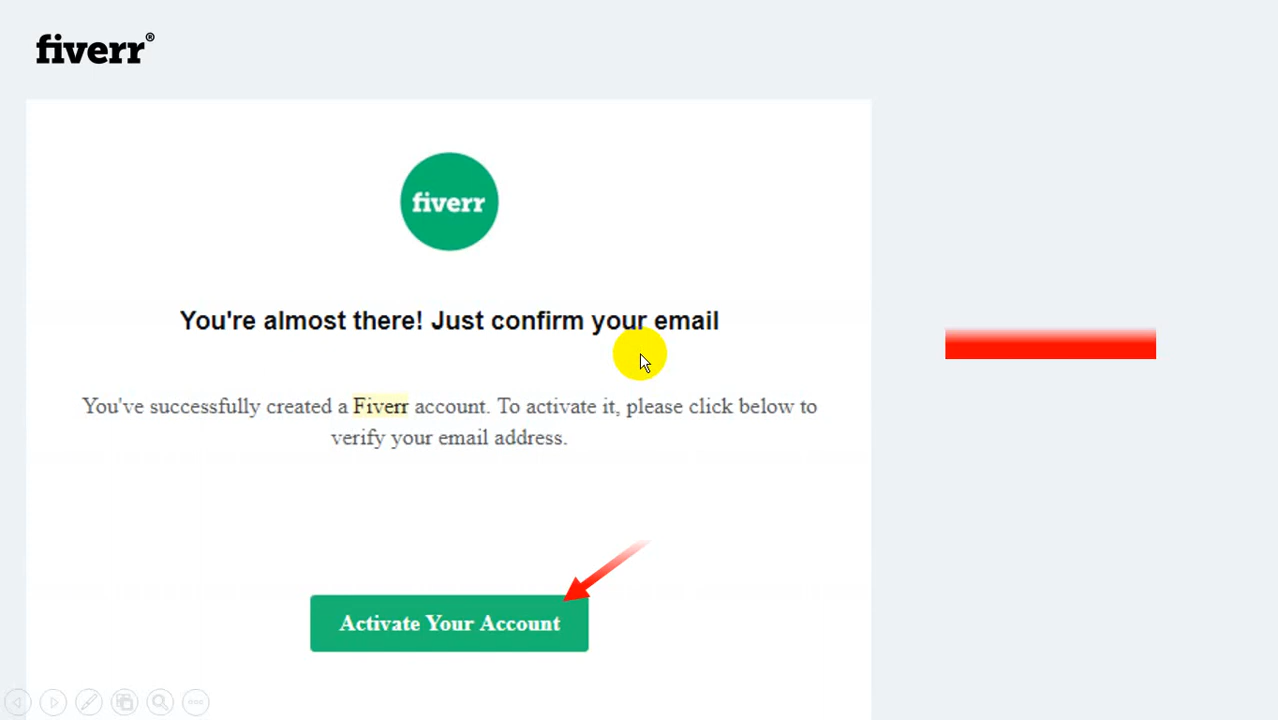 fiverr®
fiverr
You're almost there! Just confirm your email
You've successfully created a Fiverr account. To activate it, please click below to
verify your email address.
Activate Your Account